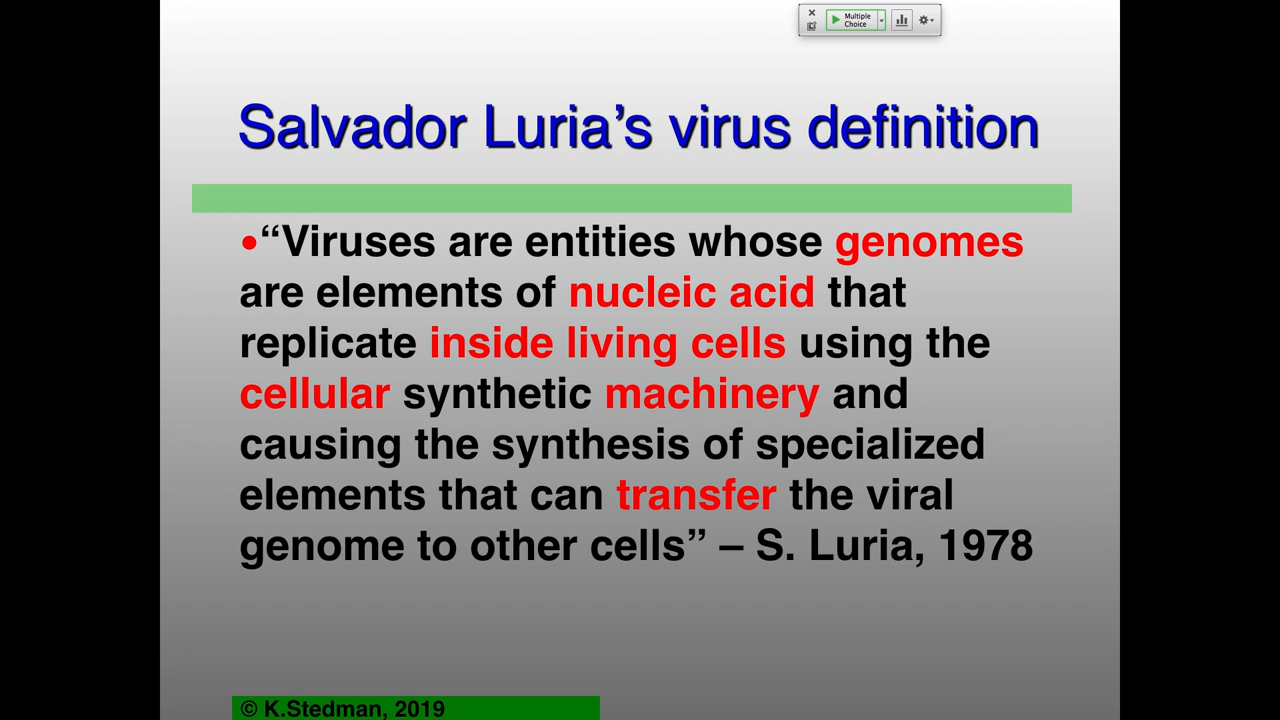 Multiple
Choice
Salvador Luria’s virus definition
•“Viruses are entities whose genomes
are elements of nucleic acid that
replicate inside living cells using the
cellular synthetic machinery and
causing the synthesis of specialized
elements that can transfer the viral
genome to other cells” – S. Luria, 1978
© K.Stedman, 2019